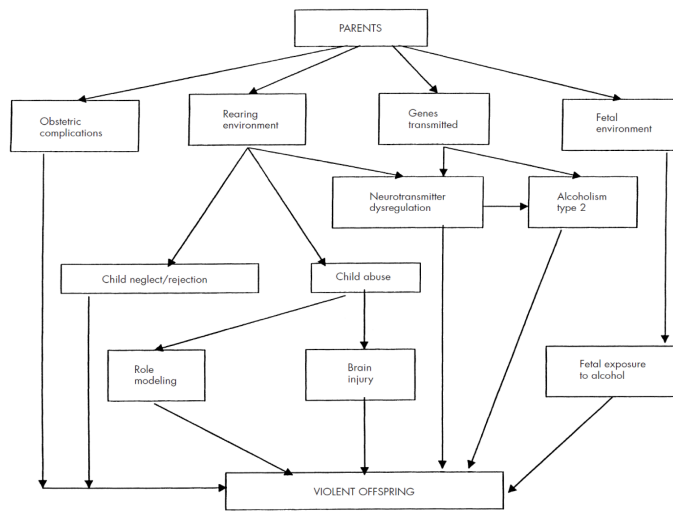 PARENTS
Obstetric
complications
Rearing
environment
Genes
transmitted
Fetal
environment
Neurotransmitter
dysregulation
Alcoholism
type 2
Child neglect/rejection
Child abuse
Role
modeling
Brain
injury
Fetal exposure
to alcohol
VIOLENT OFFSPRING